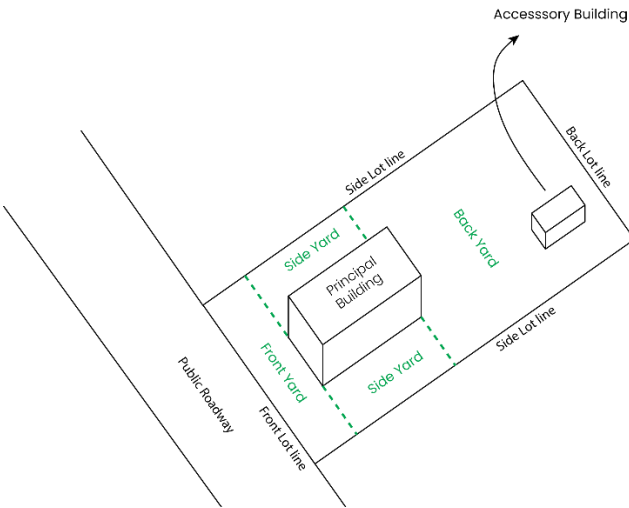 Accesssory Building
Back Lot line
Side Lot line
Back Yard
Side Yard
Principal
Building
Side Lot line
Front Yard
Side Yard
Public Roadway
Front Lot line